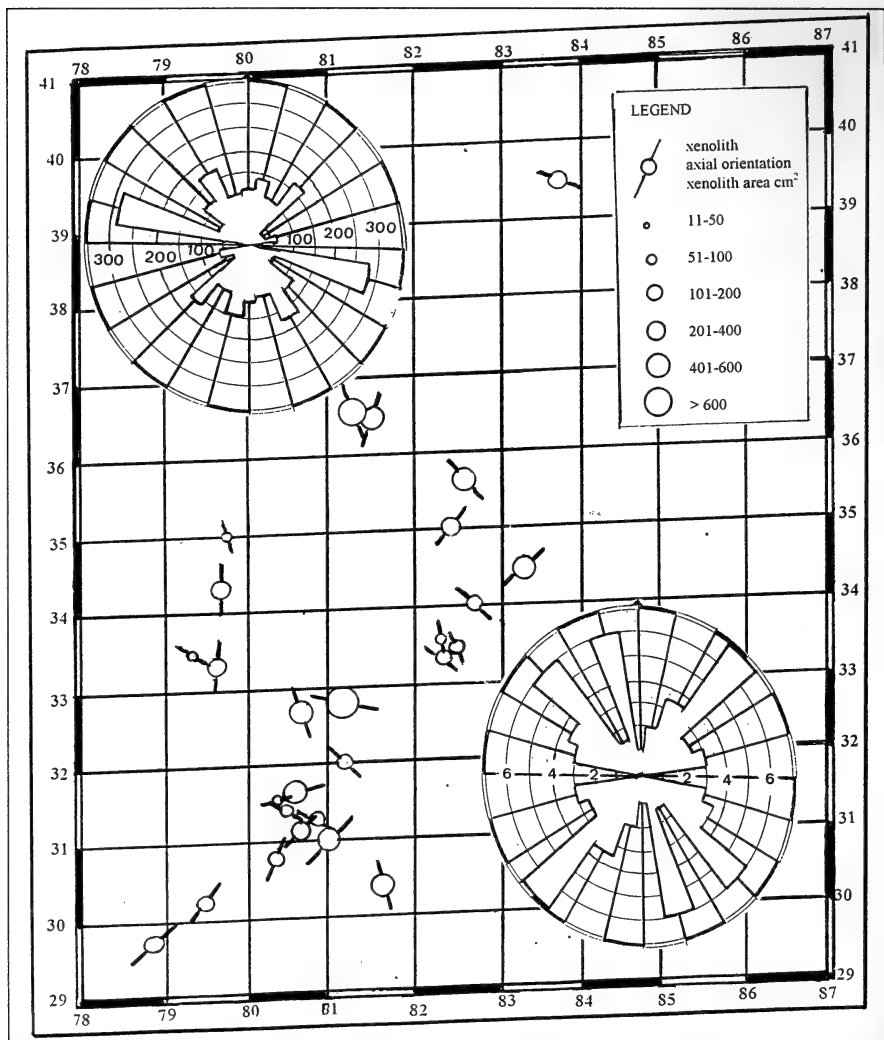 78 79 80 81 82 83 84 85 86 87
41 41
LEGEND
xenolith
axial orientation
xenolith area cm²
11-50
51-100
101-200
201-400
401-600
> 600
40 40
39 39
300 200 100 100 200 300
38 38
37 37
36 36
35 35
34 34
33 33
32 32
6 4 2 2 4 6
31 31
30 30
29 29
78 79 80 81 82 83 84 85 86 87